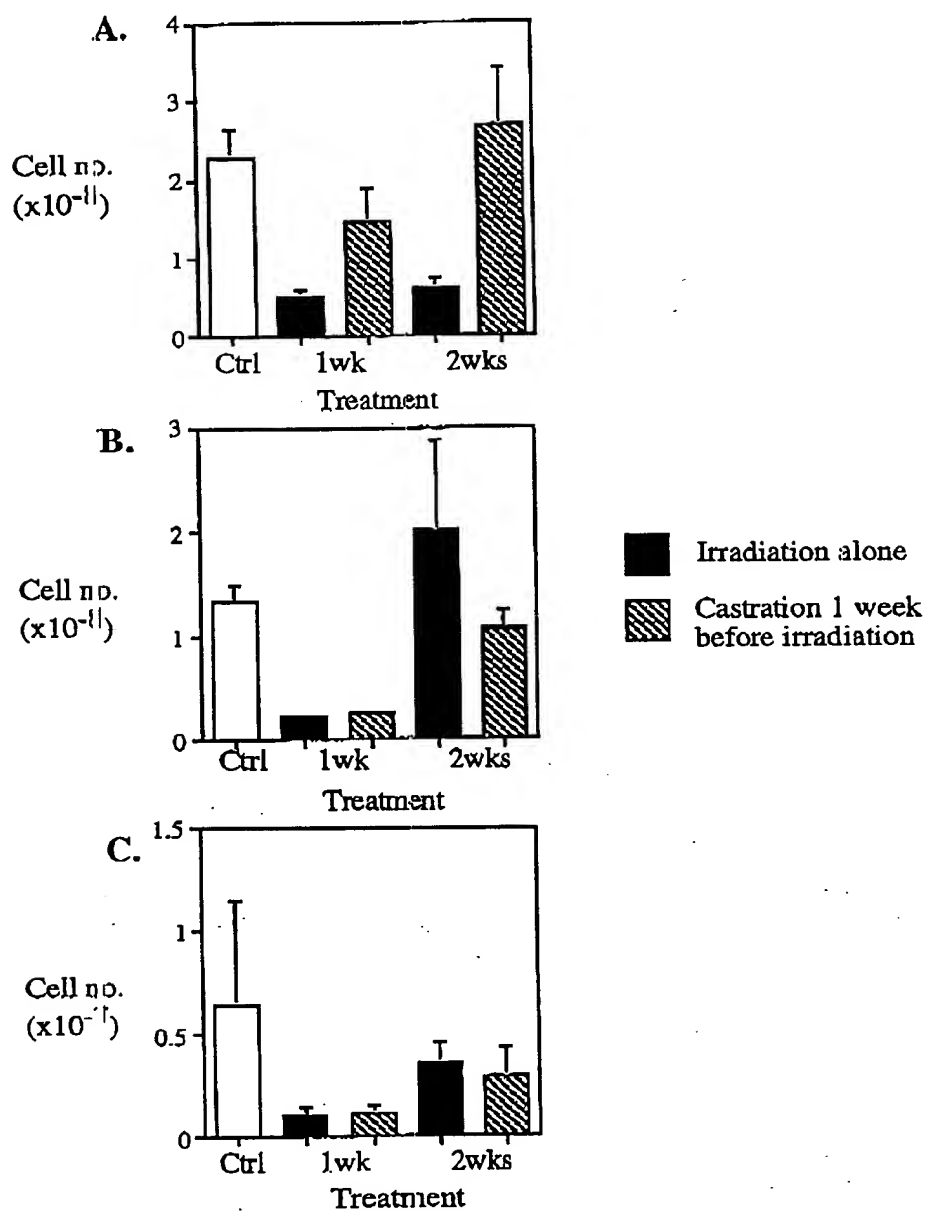 A.
4
3
2
1
0
Cell no.
Ctrl
1wk
2wks
Treatment
B.
3
2
1
0
Cell no.
Ctrl
1wk
2wks
Treatment
Irradiation alone
Castration 1 week
before irradiation
C.
1.5
1
0.5
0
Cell no.
Ctrl
1wk
2wks
Treatment